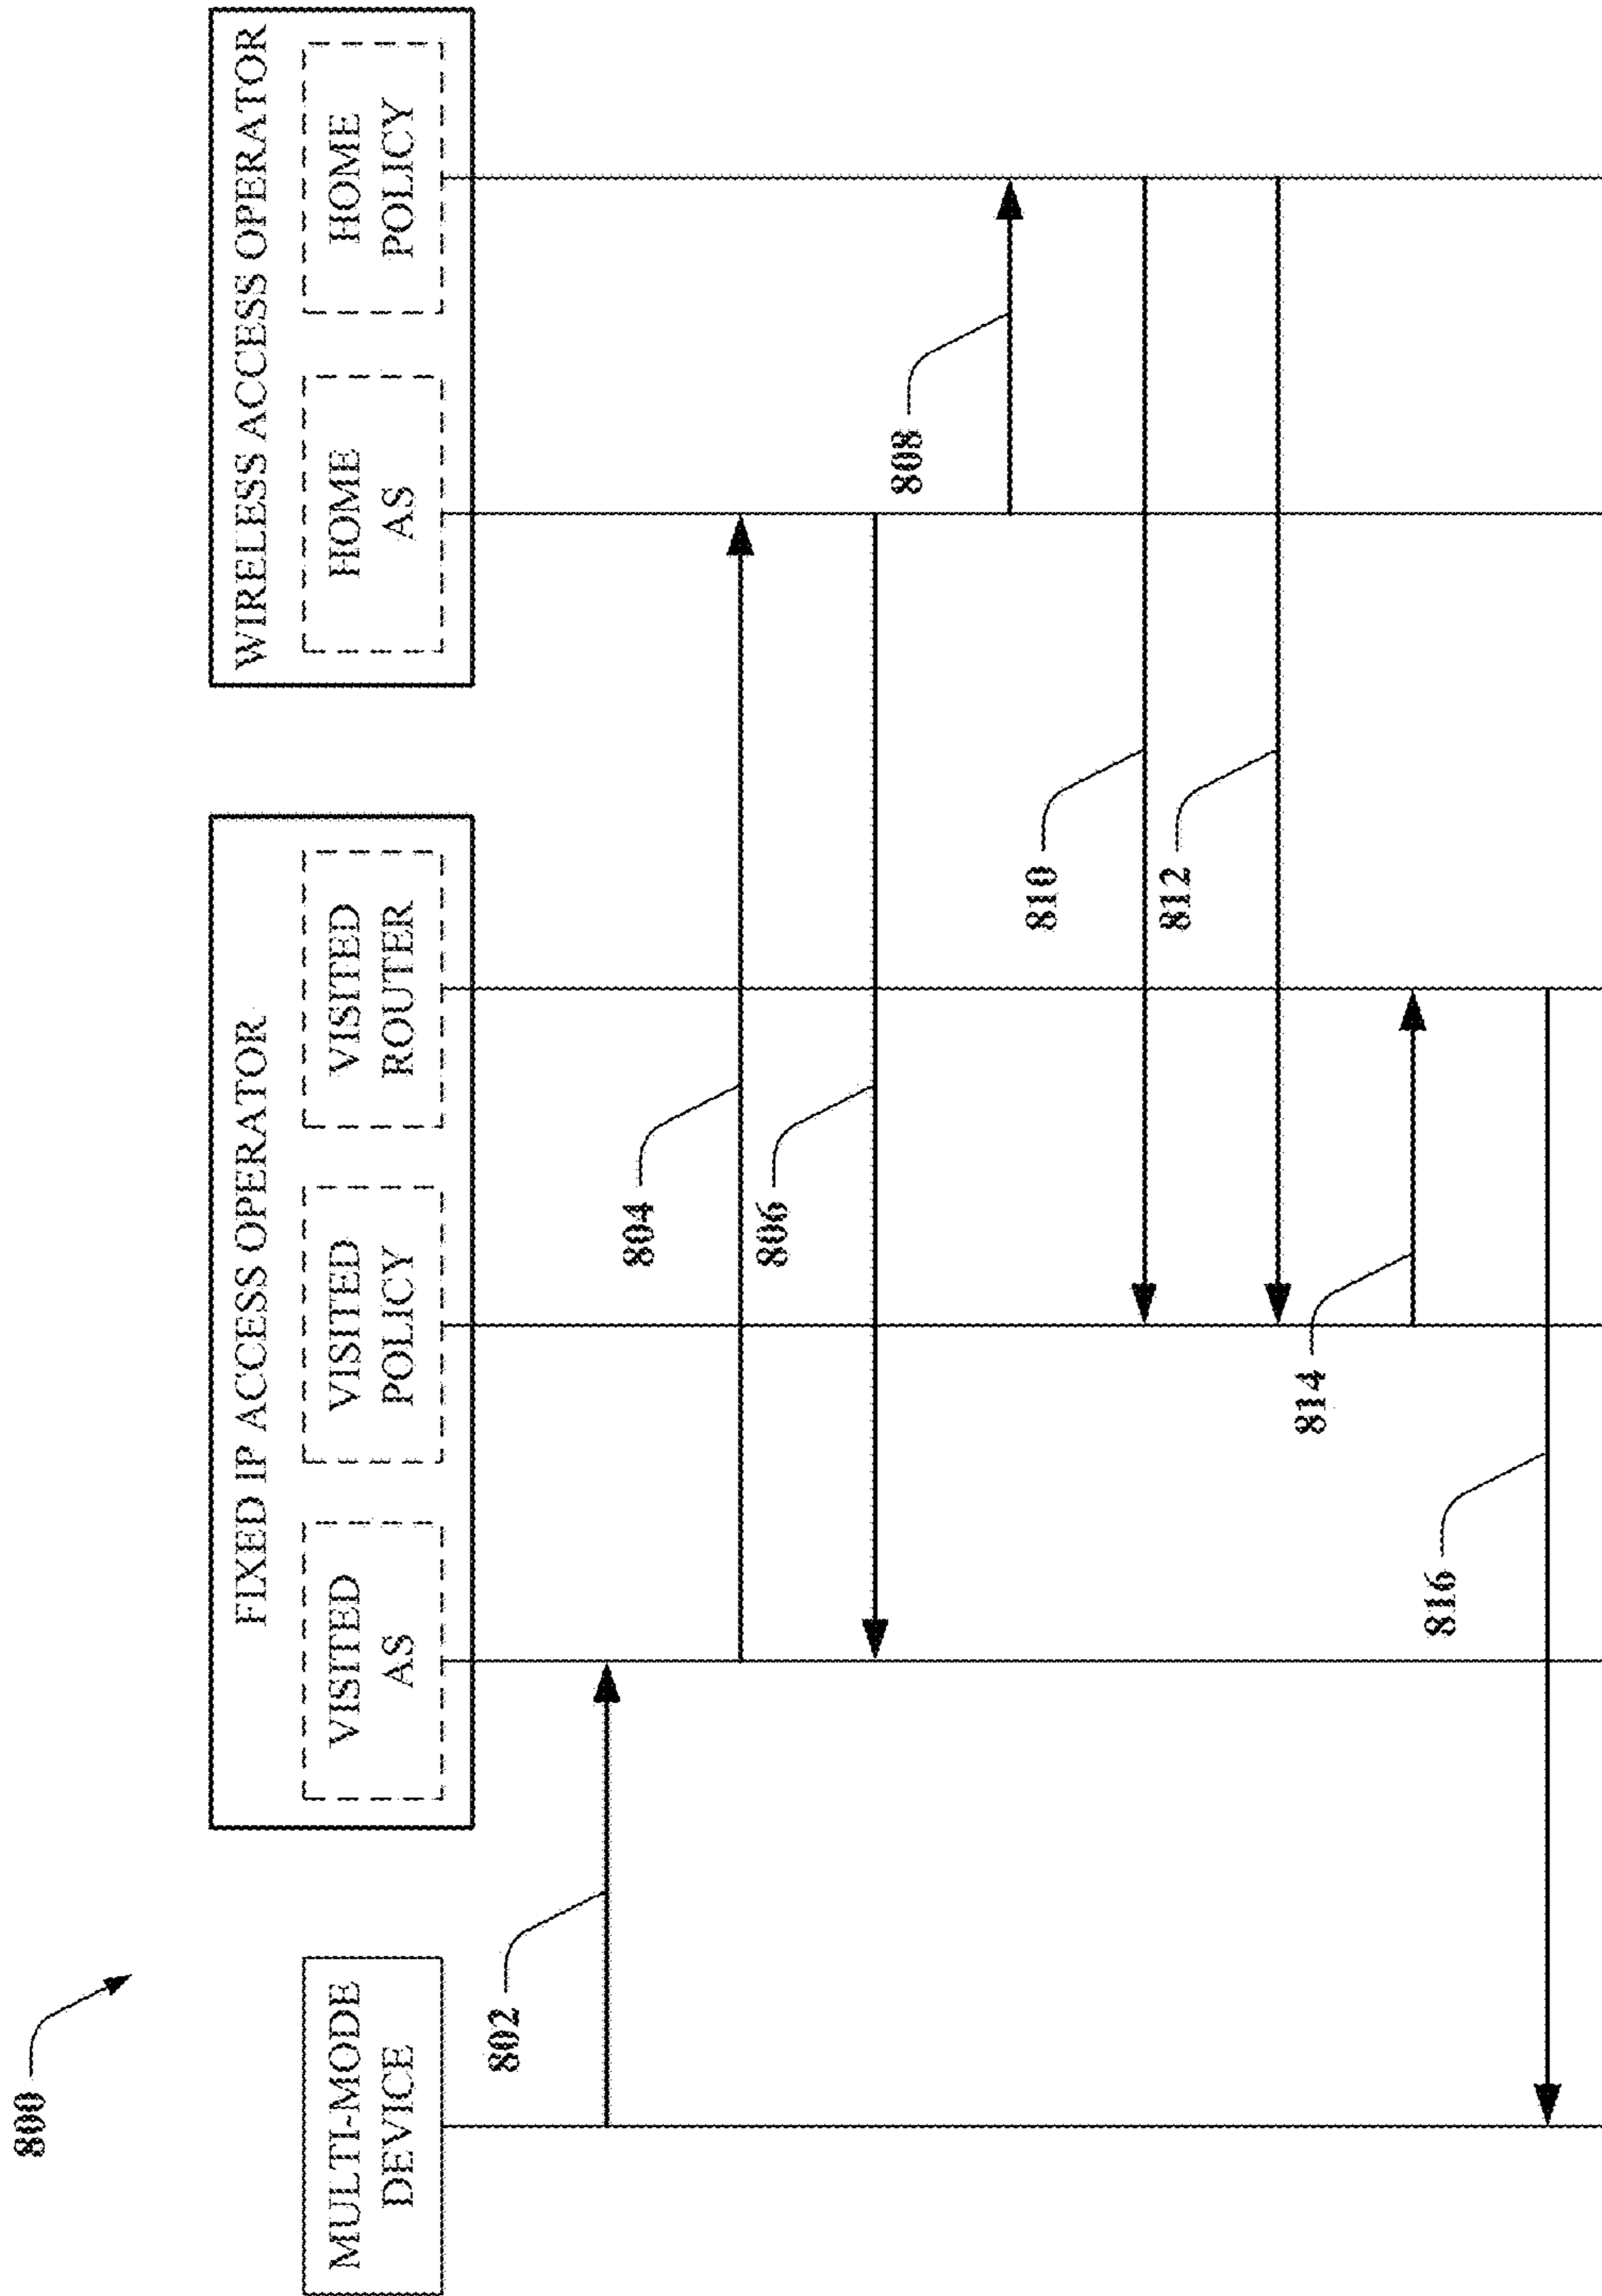 800
MULTI-MODE
DEVICE
FIXED IP ACCESS OPERATOR
VISITED
AS
VISITED
POLICY
VISITED
ROUTER
WIRELESS ACCESS OPERATOR
HOME
AS
HOME
POLICY
802
804
806
808
810
812
814
816